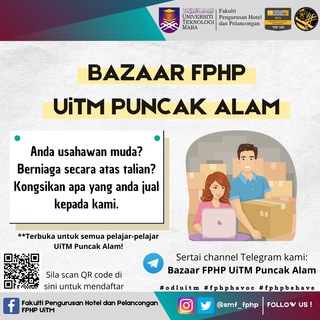 UNIVERSITI
TEKNOLOGI
MARA
Fakulti
Pengurusan Hotel
dan Pelancongan
BAZAAR FPHP
UiTM PUNCAK ALAM
Anda usahawan muda?
Berniaga secara atas talian?
Kongsikan apa yang anda jual
kepada kami.
**Terbuka untuk semua pelajar-pelajar
UiTM Puncak Alam!
Sila scan QR code di
sini untuk mendaftar
Sertai channel Telegram kami:
Bazaar FPHP UiTM Puncak Alam
#odluitm #fphphavoc #fphpbehave
Fakulti Pengurusan Hotel dan Pelancongan
FPHP UiTM
@smf_fphp
FOLLOW US!